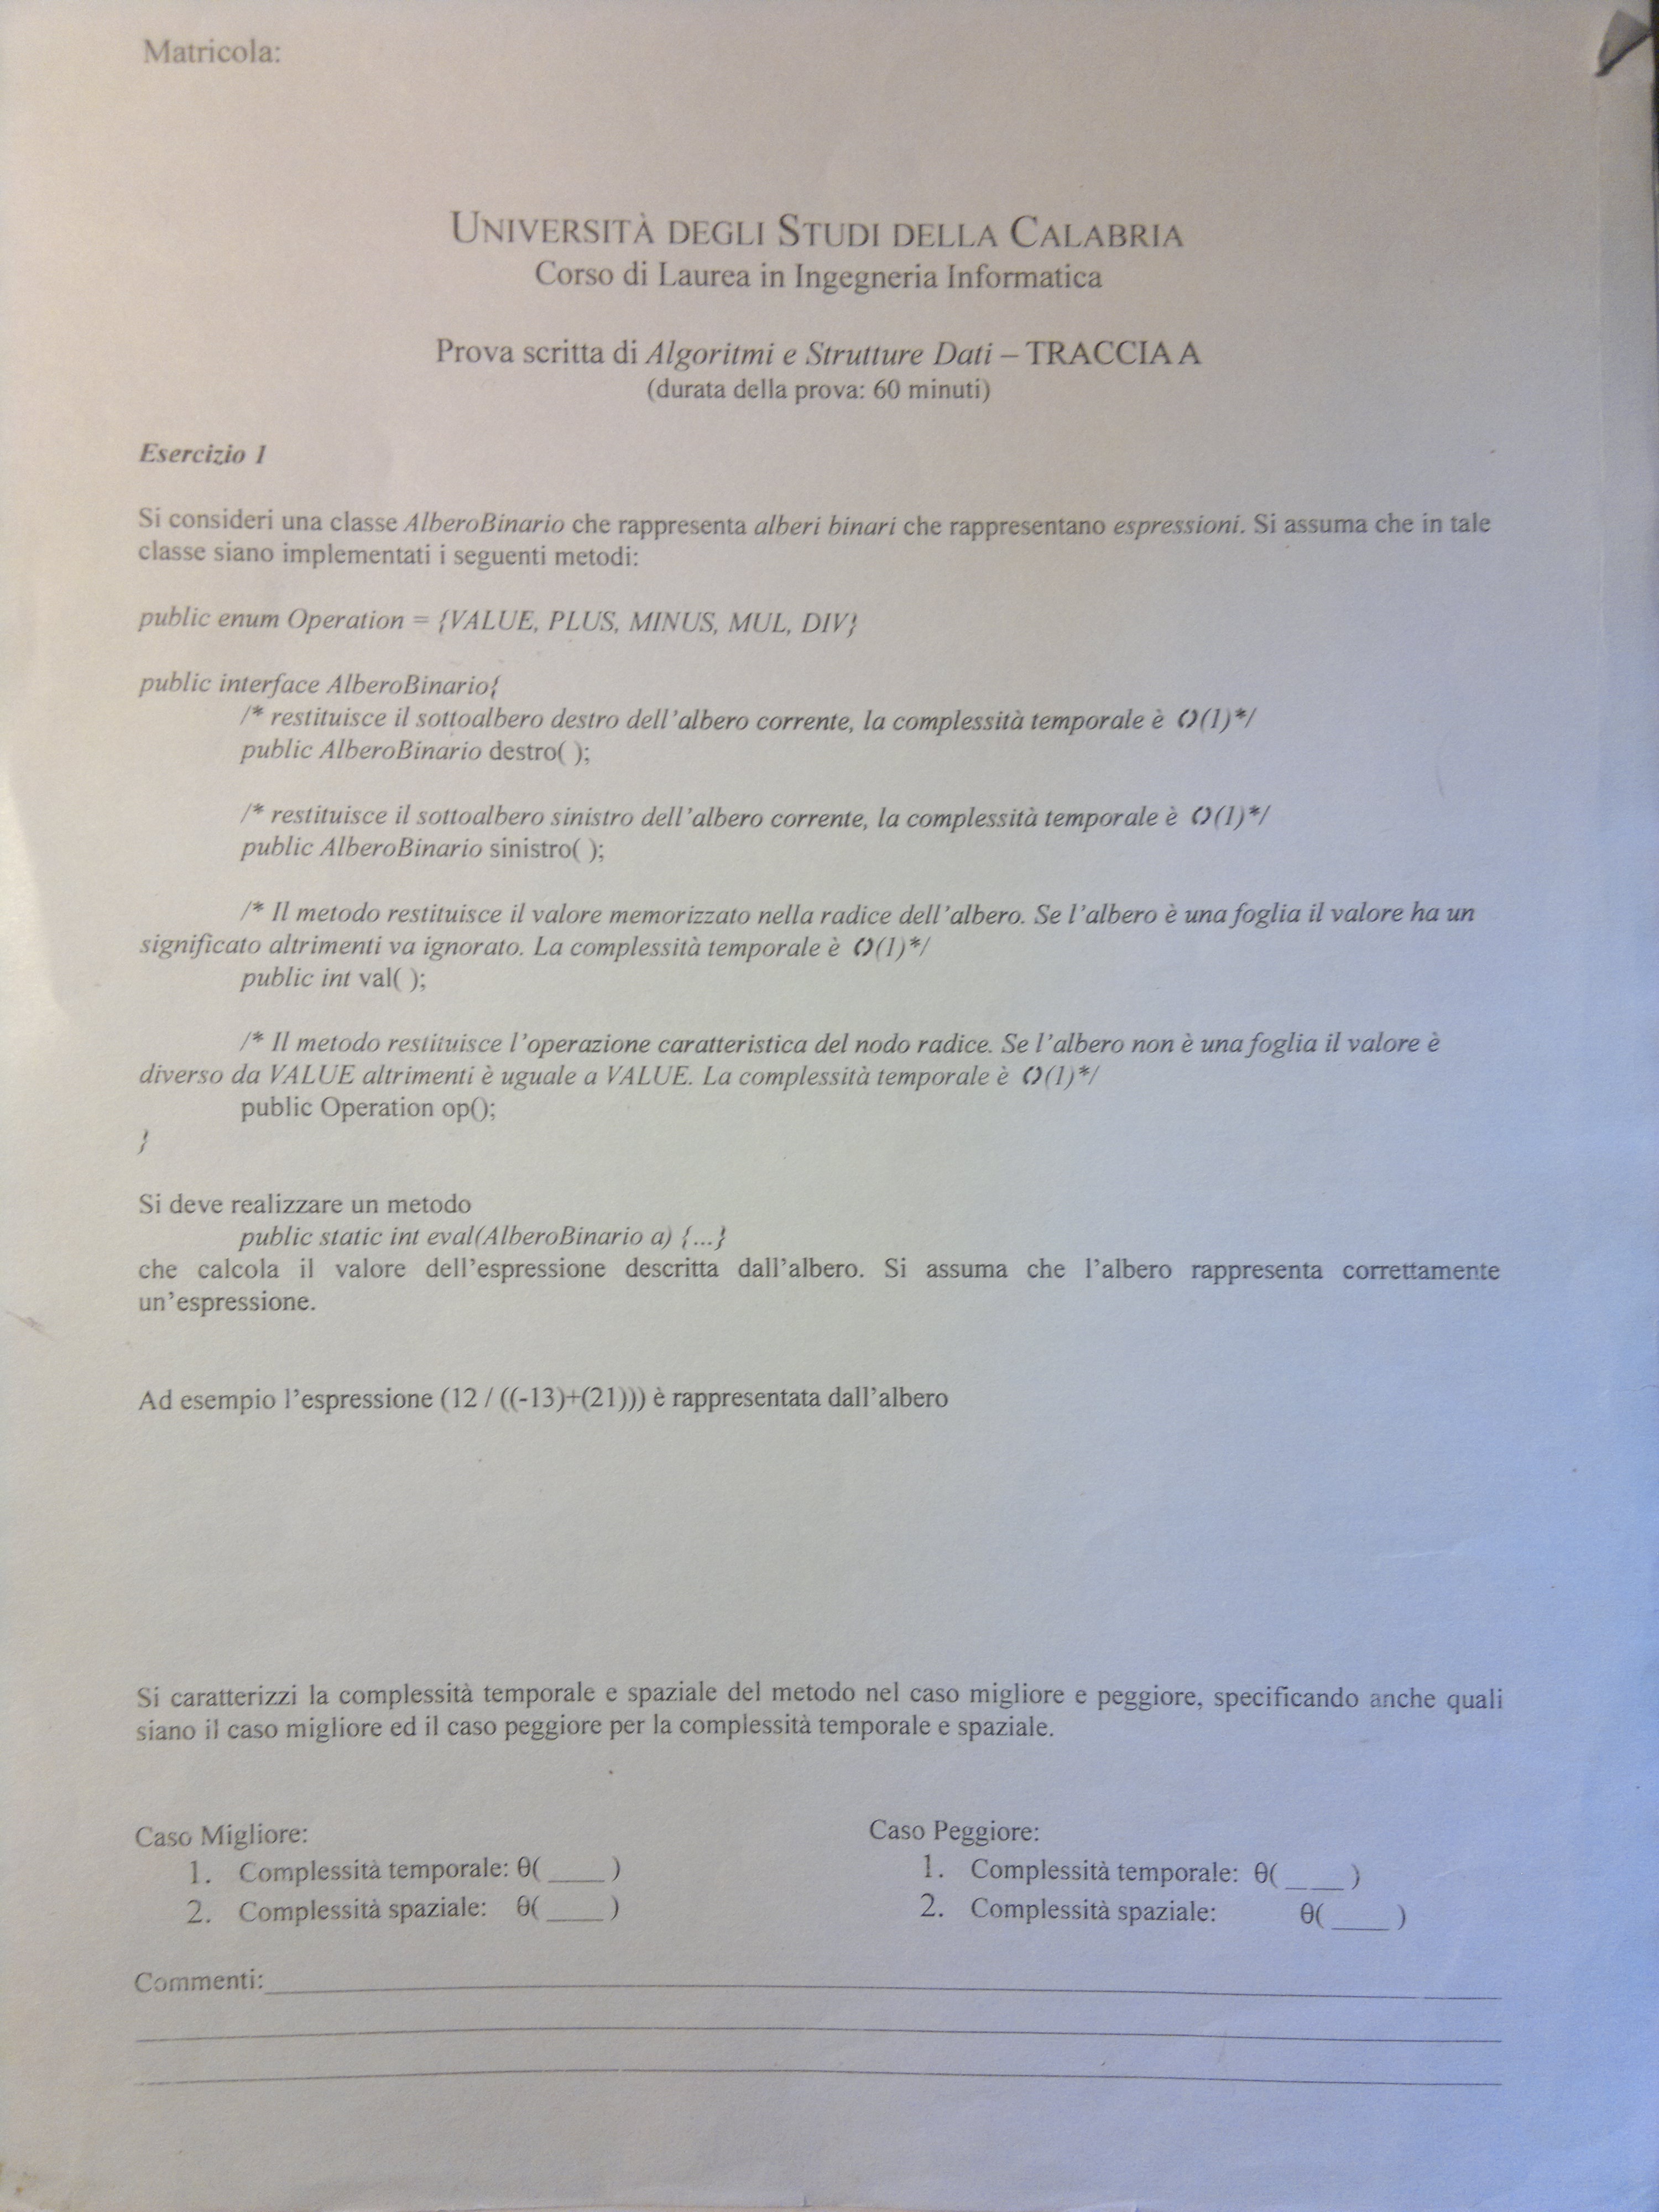 Matricola:
UNIVERSITÀ DEGLI STUDI DELLA CALABRIA
Corso di Laurea in Ingegneria Informatica
Prova scritta di Algoritmi e Strutture Dati – TRACCIA A
(durata della prova: 60 minuti)
Esercizio 1
Si consideri una classe AlberoBinario che rappresenta alberi binari che rappresentano espressioni. Si assuma che in tale
classe siano implementati i seguenti metodi:
public enum Operation = {VALUE, PLUS, MINUS, MUL, DIV}
public interface AlberoBinario{
/* restituisce il sottoalbero destro dell'albero corrente, la complessità temporale è O(1)*/
public AlberoBinario destro( );
/* restituisce il sottoalbero sinistro dell'albero corrente, la complessità temporale è O(1)*/
public AlberoBinario sinistro( );
/* Il metodo restituisce il valore memorizzato nella radice dell'albero. Se l'albero è una foglia il valore ha un
significato altrimenti va ignorato. La complessità temporale è O(1)*/
public int val( );
/* Il metodo restituisce l'operazione caratteristica del nodo radice. Se l'albero non è una foglia il valore è
diverso da VALUE altrimenti è uguale a VALUE. La complessità temporale è O(1)*/
public Operation op();
}
Si deve realizzare un metodo
public static int eval(AlberoBinario a) {...}
che calcola il valore dell'espressione descritta dall'albero. Si assuma che l'albero rappresenta correttamente
un'espressione.
Ad esempio l'espressione (12 / ((-13)+(21))) è rappresentata dall'albero
Si caratterizzi la complessità temporale e spaziale del metodo nel caso migliore e peggiore, specificando anche quali
siano il caso migliore ed il caso peggiore per la complessità temporale e spaziale.
Caso Migliore:
1. Complessità temporale: θ( ____ )
2. Complessità spaziale: θ( ____ )
Caso Peggiore:
1. Complessità temporale: θ( __ __ )
2. Complessità spaziale: θ( ____ )
Commenti: